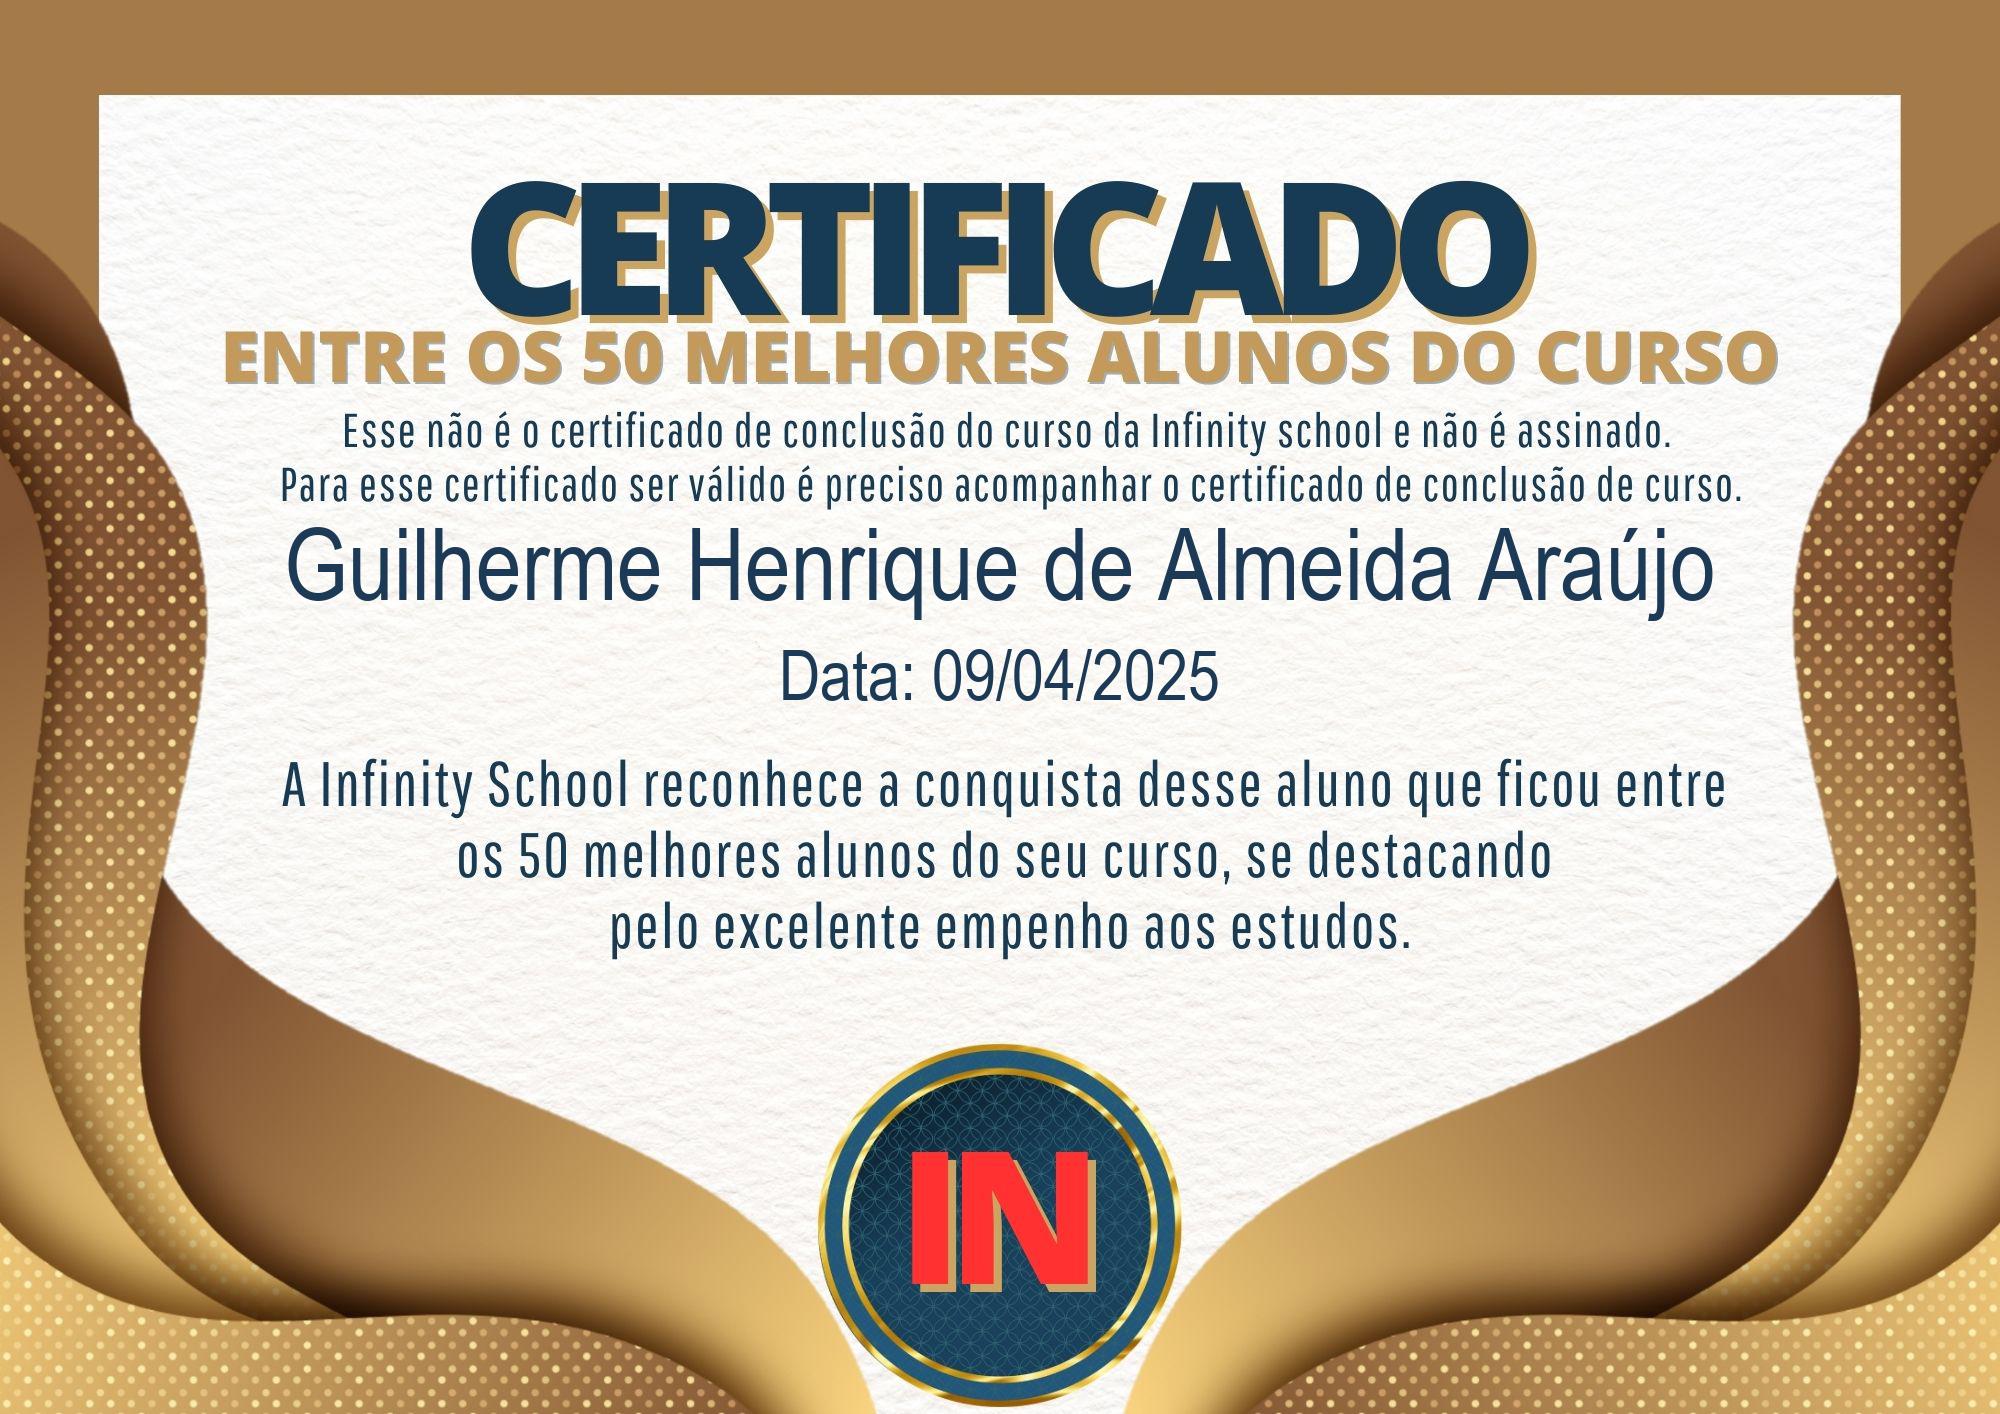 CERTIFICADO
ENTRE OS 50 MELHORES ALUNOS DO CURSO
Esse não é o certificado de conclusão do curso da Infinity school e não é assinado.
Para esse certificado ser válido é preciso acompanhar o certificado de conclusão de curso.
Guilherme Henrique de Almeida Araújo
Data: 09/04/2025
A Infinity School reconhece a conquista desse aluno que ficou entre
os 50 melhores alunos do seu curso, se destacando
pelo excelente empenho aos estudos.
IN